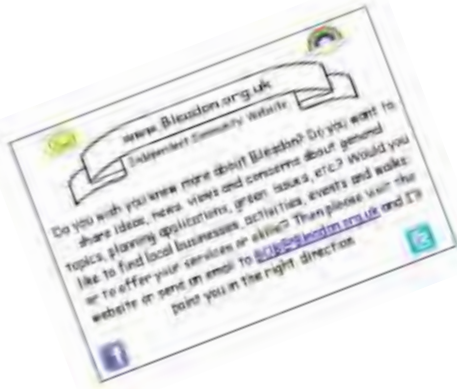 www.Bleadon.org.uk
Independent Community Website
Do you wish you knew more about Bleadon? Do you want to
share ideas, news, views and concerns about general
topics, planning applications, green issues, etc.? Would you
like to find local businesses, activities, events and walks
or to offer your services or skills? Then please visit the
website or send an email to and I'll
point you in the right direction